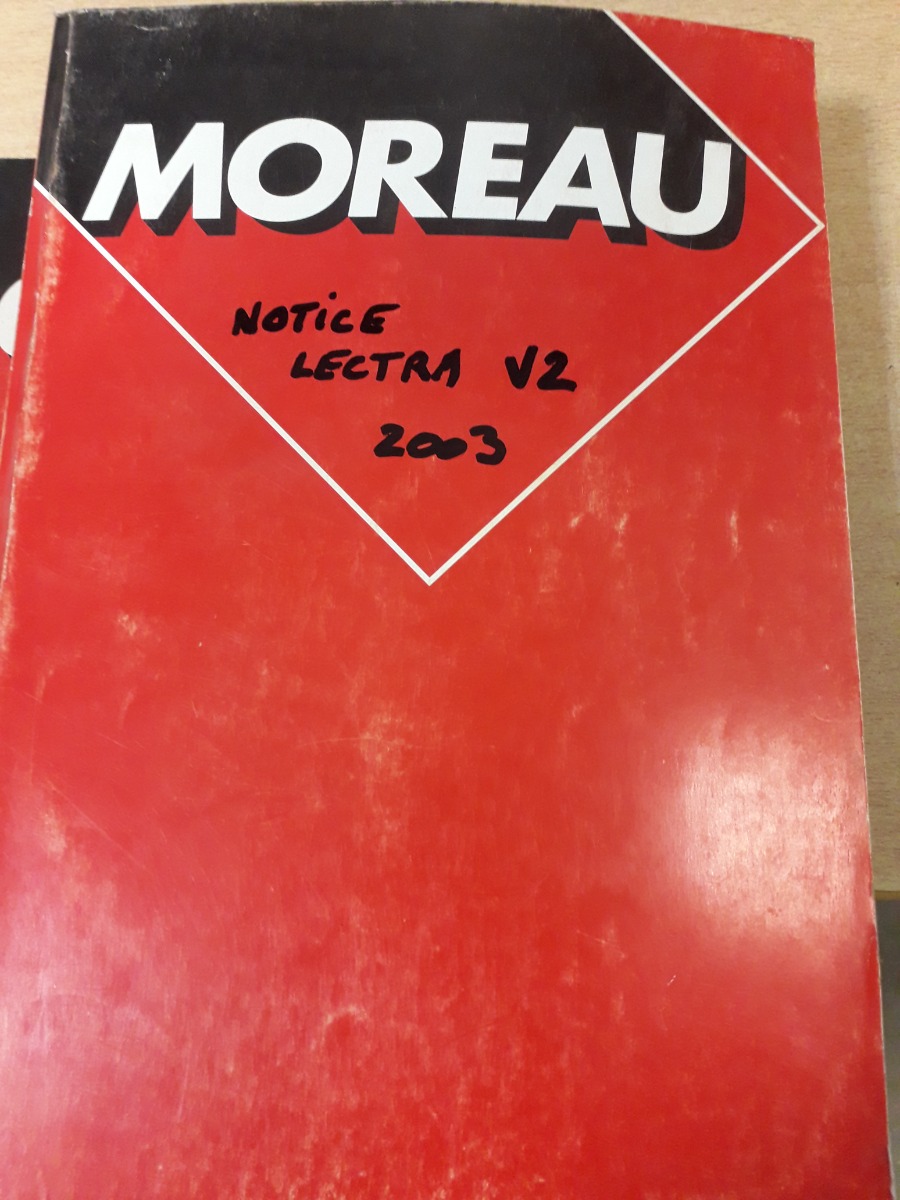 MOREAU
NOTICE
LECTRA V2
2003